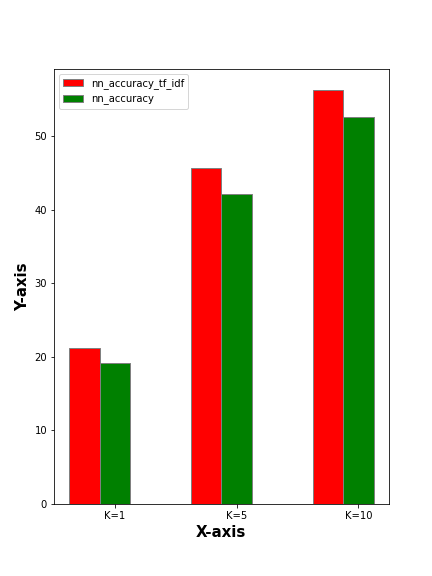 nn_accuracy_tf_idf
nn_accuracy
50
40
30
20
10
0
Y-axis
K=1 K=5 K=10
X-axis